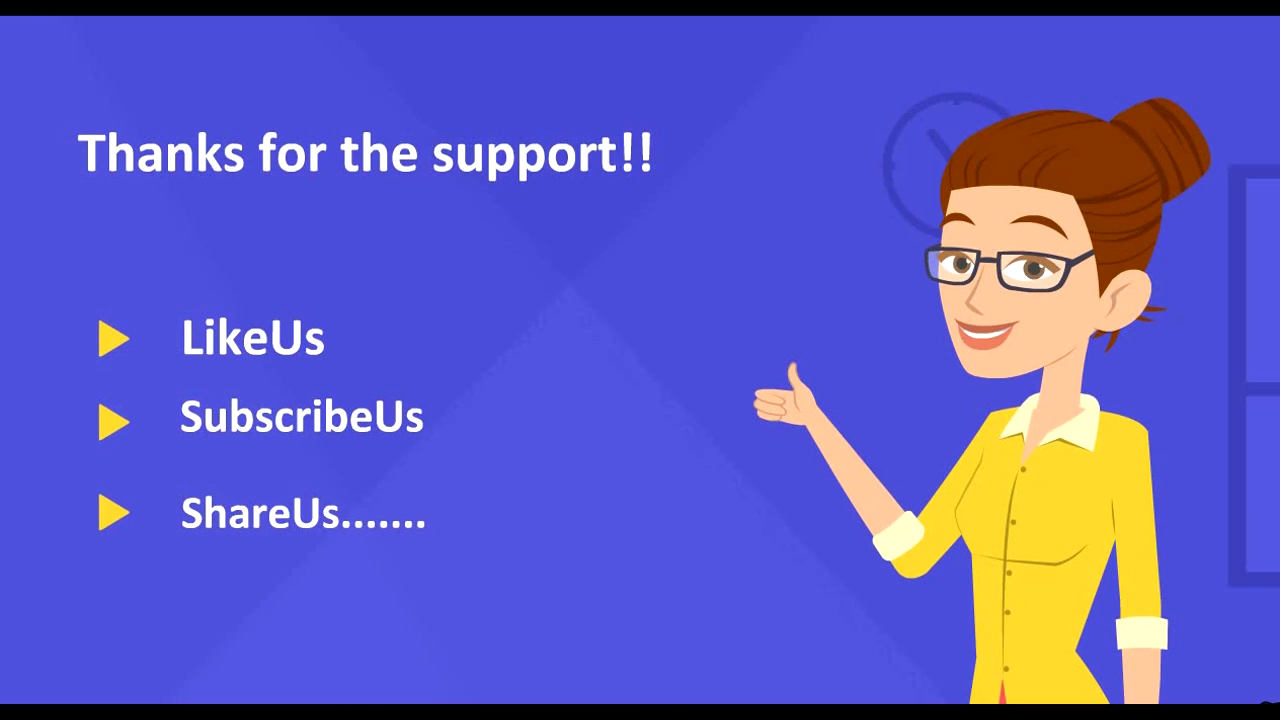 Thanks for the support!!
LikeUs
SubscribeUs
ShareUs.......